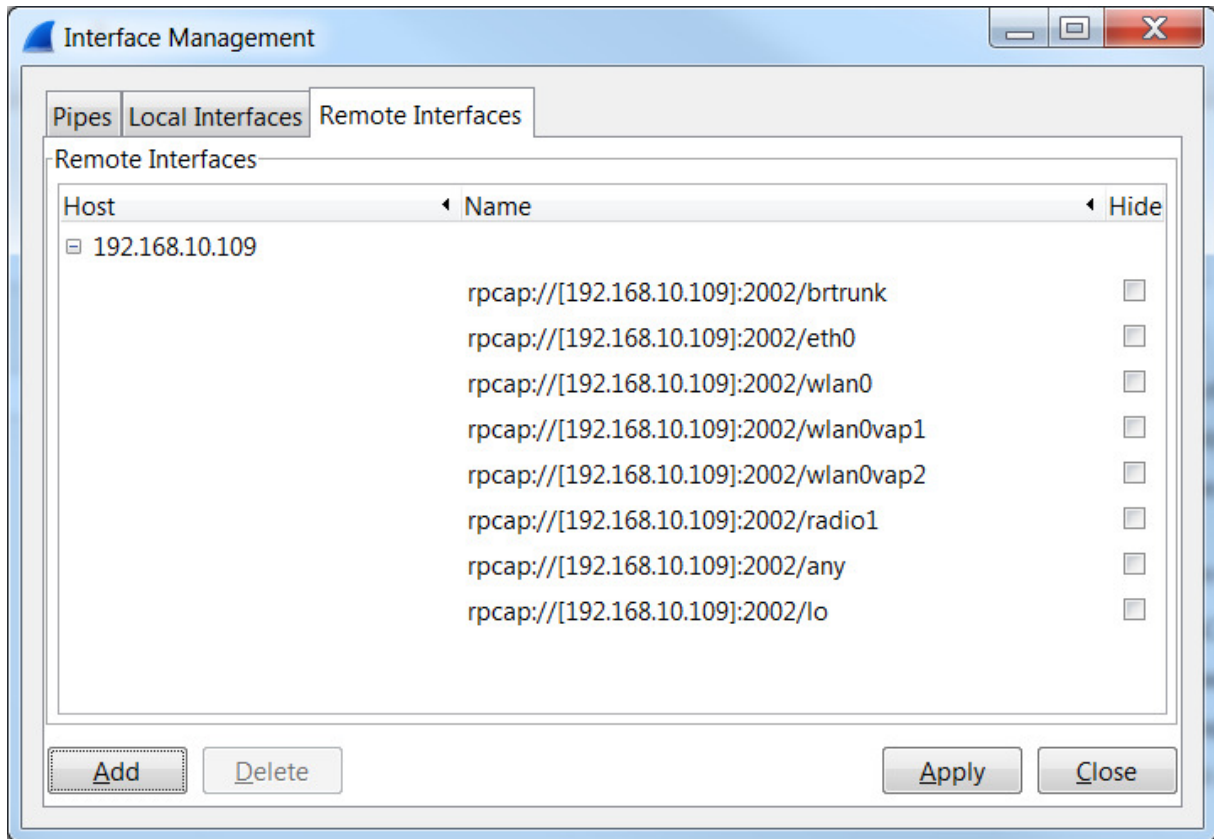 Interface Management
Pipes Local Interfaces Remote Interfaces
Remote Interfaces
Host Name Hide
192.168.10.109
rpcap://[192.168.10.109]:2002/brtrunk
rpcap://[192.168.10.109]:2002/eth0
rpcap://[192.168.10.109]:2002/wlan0
rpcap://[192.168.10.109]:2002/wlan0vap1
rpcap://[192.168.10.109]:2002/wlan0vap2
rpcap://[192.168.10.109]:2002/radio1
rpcap://[192.168.10.109]:2002/any
rpcap://[192.168.10.109]:2002/lo
Add Delete Apply Close